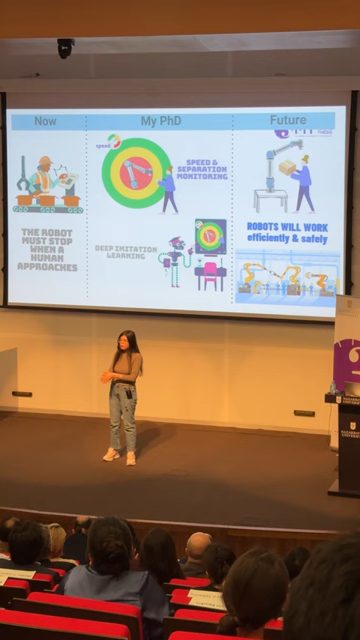 Now
My PhD
Future
speed
SPEED &
SEPARATION
MONITORING
THE ROBOT
MUST STOP
WHEN A
HUMAN
APPROACHES
DEEP IMITATION
LEARNING
ROBOTS WILL WORK
efficiently & safely